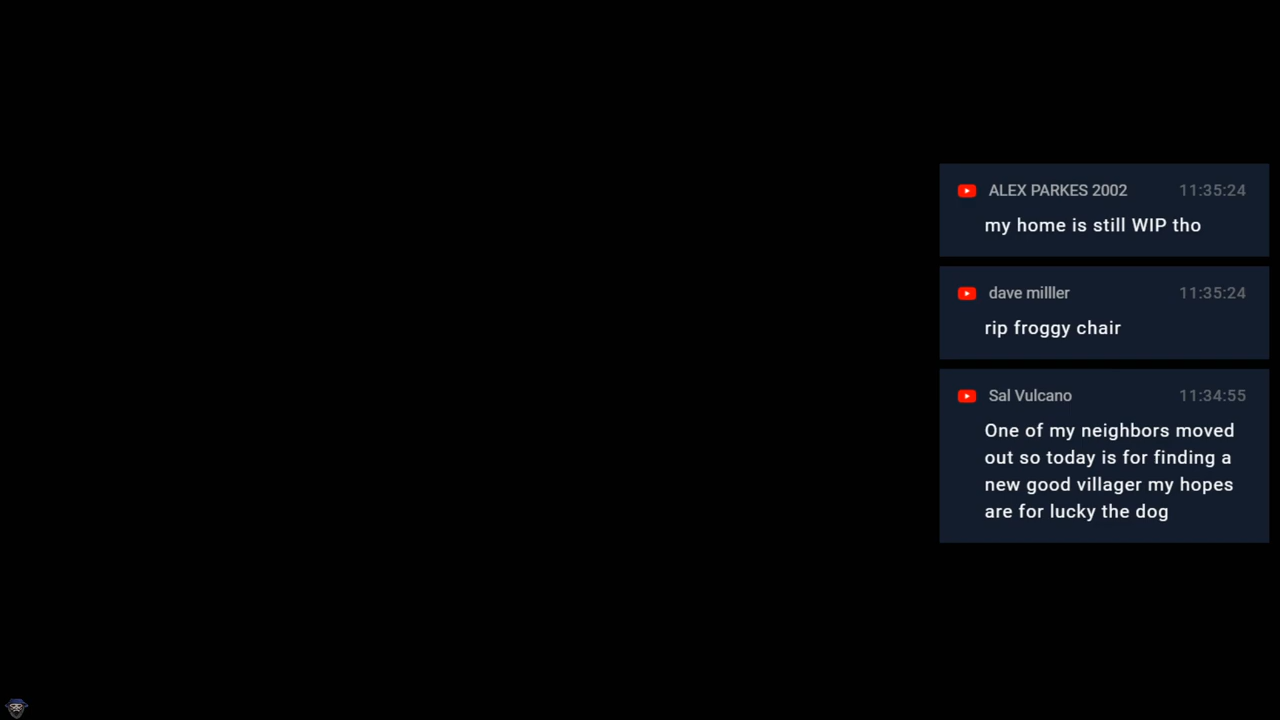 ALEX PARKES 2002 11:35:24
my home is still WIP tho
dave milller 11:35:24
rip froggy chair
Sal Vulcano 11:34:55
One of my neighbors moved
out so today is for finding a
new good villager my hopes
are for lucky the dog